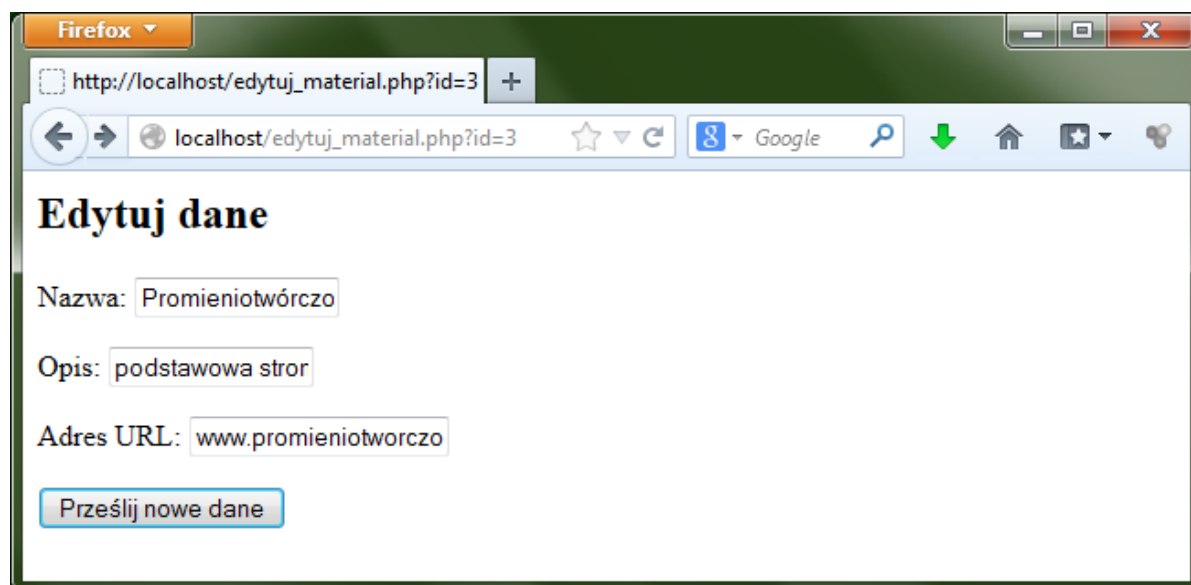 Firefox
http://localhost/edytuj_material.php?id=3 +
localhost/edytuj_material.php?id=3 8 Google
Edytuj dane
Nazwa: Promieniotwórczo
Opis: podstawowa stror
Adres URL: www.promieniotworczo
Prześlij nowe dane